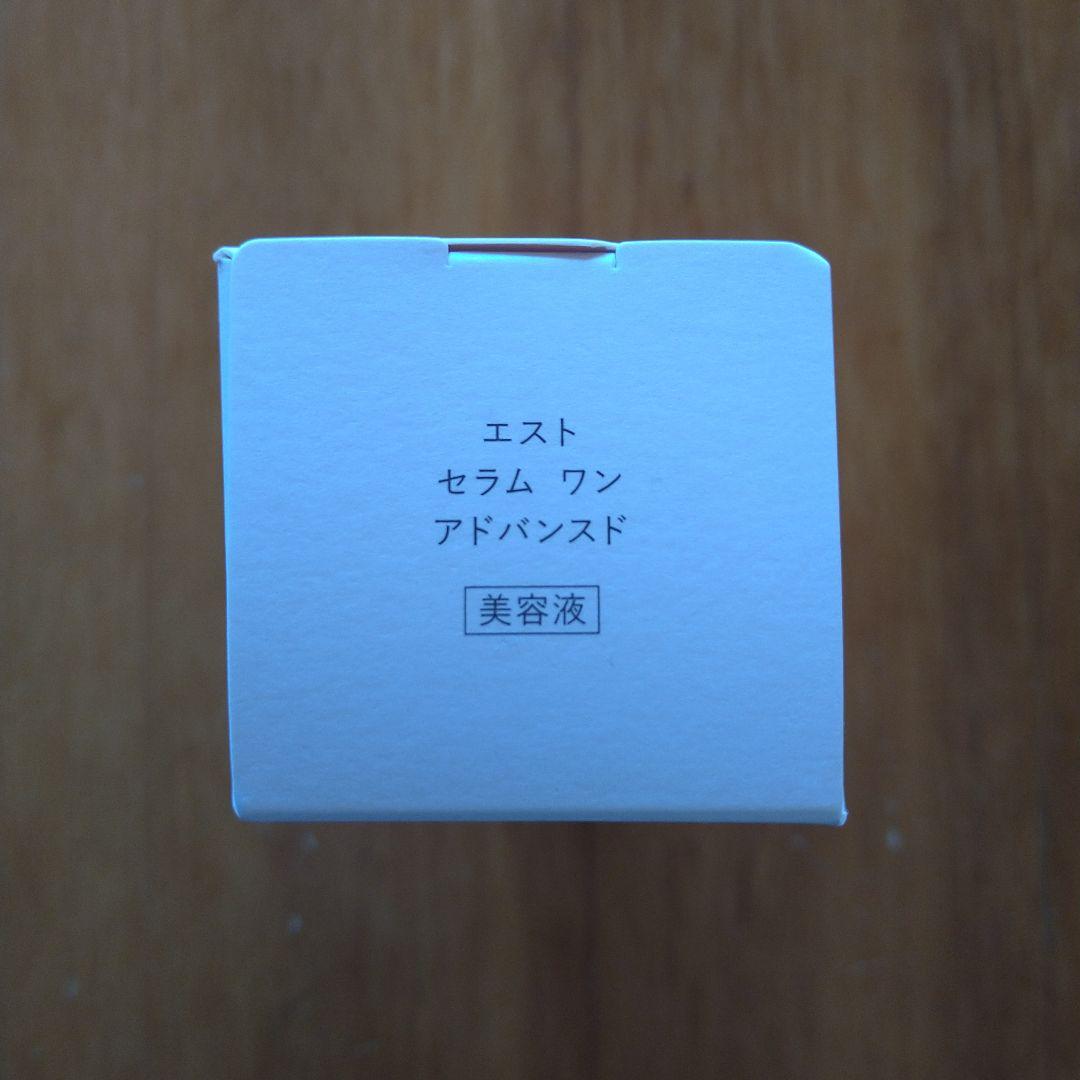 エスト
セラム ワン
アドバンスド
美容液